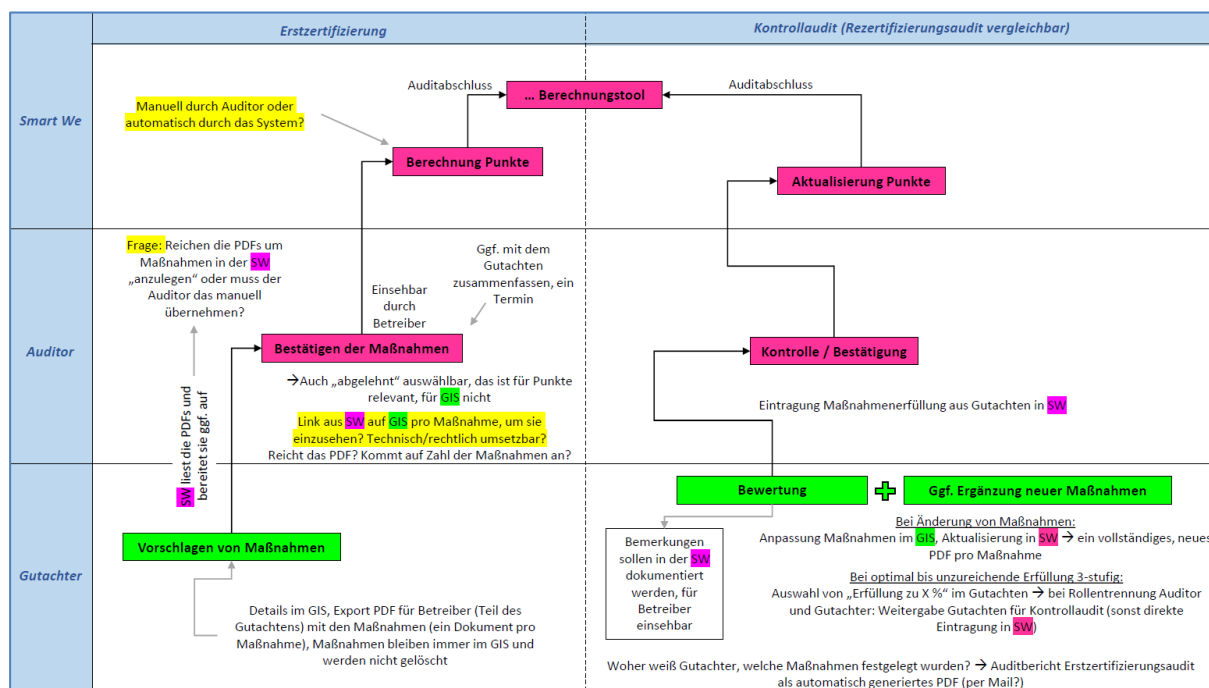 Erstzertifizierung
Kontrollaudit (Rezertifizierungsaudit vergleichbar)
Smart We
Manuell durch Auditor oder
automatisch durch das System?
Auditabschluss
... Berechnungstool
Auditabschluss
Berechnung Punkte
Aktualisierung Punkte
Auditor
Frage: Reichen die PDFs um
Maßnahmen in der SW
„anzulegen“ oder muss der
Auditor das manuell
übernehmen?
Einsehbar
durch
Betreiber
Ggf. mit dem
Gutachten
zusammenfassen, ein
Termin
Bestätigen der Maßnahmen
→Auch „abgelehnt“ auswählbar, das ist für Punkte
relevant, für GIS nicht
Link aus SW auf GIS pro Maßnahme, um sie
einzusehen? Technisch/rechtlich umsetzbar?
Reicht das PDF? Kommt auf Zahl der Maßnahmen an?
SW liest die PDFs und
bereitet sie ggf. auf
Kontrolle / Bestätigung
Eintragung Maßnahmenerfüllung aus Gutachten in SW
Gutachter
Vorschlagen von Maßnahmen
Details im GIS, Export PDF für Betreiber (Teil des
Gutachtens) mit den Maßnahmen (ein Dokument pro
Maßnahme), Maßnahmen bleiben immer im GIS und
werden nicht gelöscht
Bewertung
Ggf. Ergänzung neuer Maßnahmen
Bemerkungen
sollen in der SW
dokumentiert
werden, für
Betreiber
einsehbar
Bei Änderung von Maßnahmen:
Anpassung Maßnahmen im GIS, Aktualisierung in SW → ein vollständiges, neues
PDF pro Maßnahme
Bei optimal bis unzureichende Erfüllung 3-stufig:
Auswahl von „Erfüllung zu X %“ im Gutachten → bei Rollentrennung Auditor
und Gutachter: Weitergabe Gutachten für Kontrollaudit (sonst direkte
Eintragung in SW)
Woher weiß Gutachter, welche Maßnahmen festgelegt wurden? → Auditbericht Erstzertifizierungsaudit
als automatisch generiertes PDF (per Mail?)